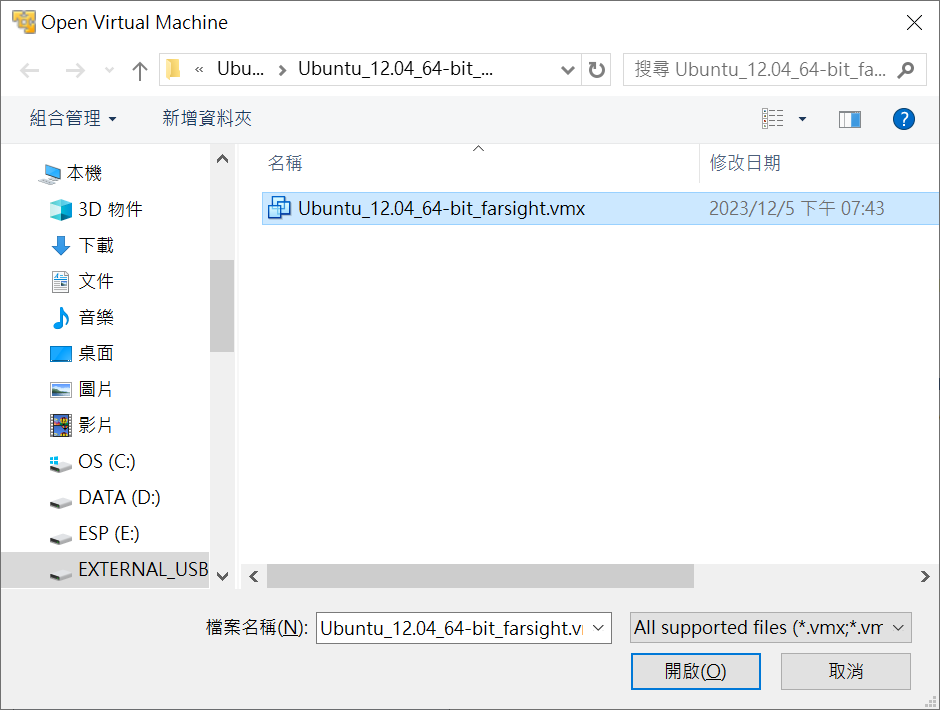 Open Virtual Machine
« Ubu... › Ubuntu_12.04_64-bit_... 搜尋 Ubuntu_12.04_64-bit_fa...
組合管理 新增資料夾 ?
名稱 修改日期
Ubuntu_12.04_64-bit_farsight.vmx 2023/12/5 下午 07:43
本機
3D 物件
下載
文件
音樂
桌面
圖片
影片
OS (C:)
DATA (D:)
ESP (E:)
EXTERNAL_USB
檔案名稱(N): Ubuntu_12.04_64-bit_farsight.v All supported files (*.vmx;*.vm
開啟(O) 取消